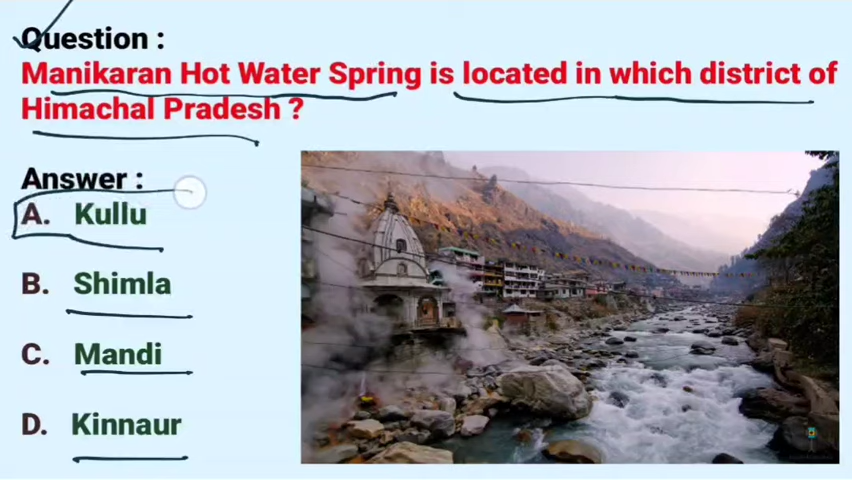 Question :
Manikaran Hot Water Spring is located in which district of
Himachal Pradesh ?
Answer :
A. Kullu
B. Shimla
C. Mandi
D. Kinnaur